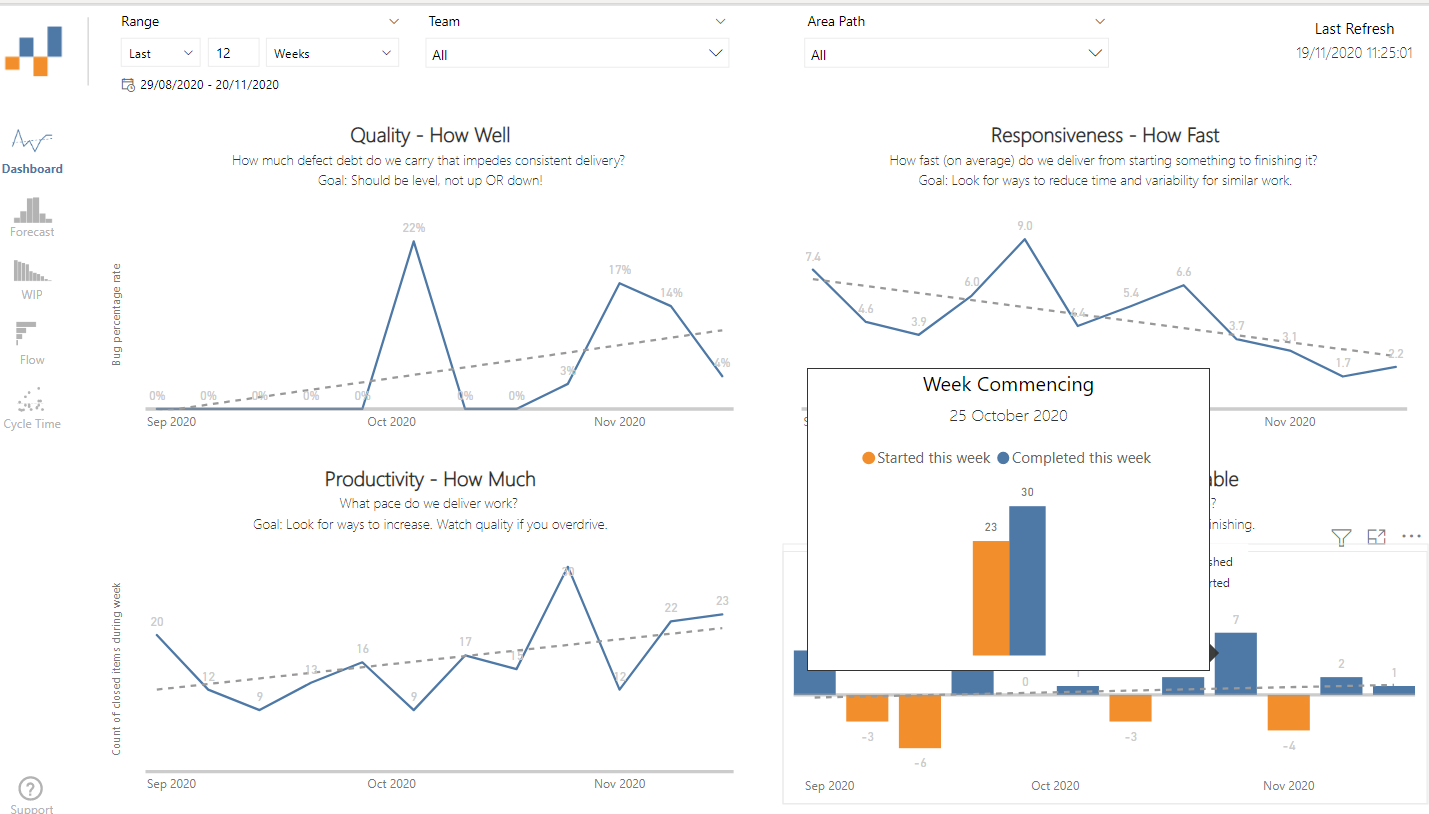 Range
Team
Area Path
Last Refresh
Last 12 Weeks
All
All
19/11/2020 11:25:01
29/08/2020 - 20/11/2020
Dashboard
Forecast
WIP
Flow
Cycle Time
Support
Quality - How Well
How much defect debt do we carry that impedes consistent delivery?
Goal: Should be level, not up OR down!
Bug percentage rate
0% 0% 0% 0% 0% 22% 0% 0% 3% 17% 14% 4%
Sep 2020 Oct 2020 Nov 2020
Responsiveness - How Fast
How fast (on average) do we deliver from starting something to finishing it?
Goal: Look for ways to reduce time and variability for similar work.
7.4 4.6 3.9 6.0 9.0 4.4 5.4 6.6 3.7 3.1 1.7 2.2
Nov 2020
Week Commencing
25 October 2020
Started this week Completed this week
23 30
Productivity - How Much
What pace do we deliver work?
Goal: Look for ways to increase. Watch quality if you overdrive.
Count of closed items during week
20 12 9 13 16 9 17 15 30 12 22 23
Sep 2020 Oct 2020 Nov 2020
able
?
inishing.
shed
rted
-3 -6 0 1 -3 7 -4 2 1
Sep 2020 Oct 2020 Nov 2020